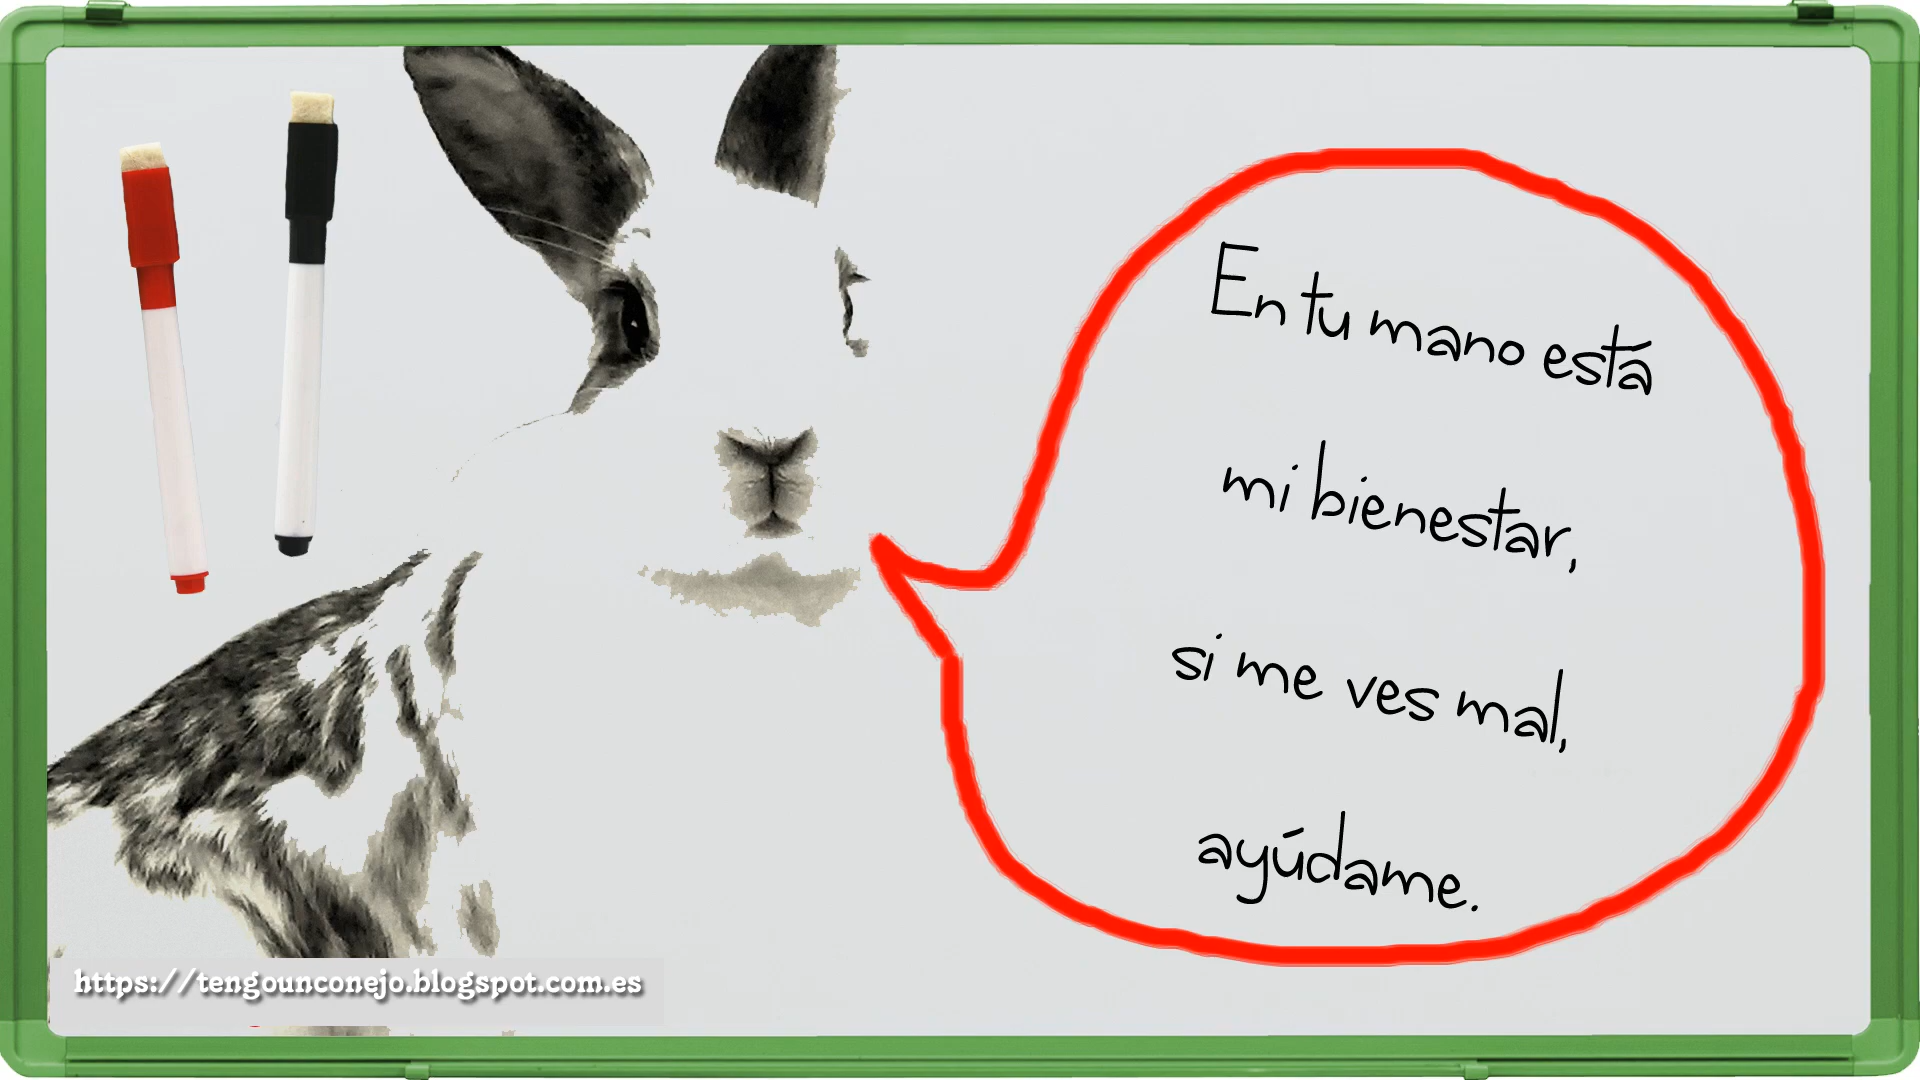 En tu mano está
mi bienestar,
si me ves mal,
ayúdame.
https://tengounconejo.blogspot.com.es